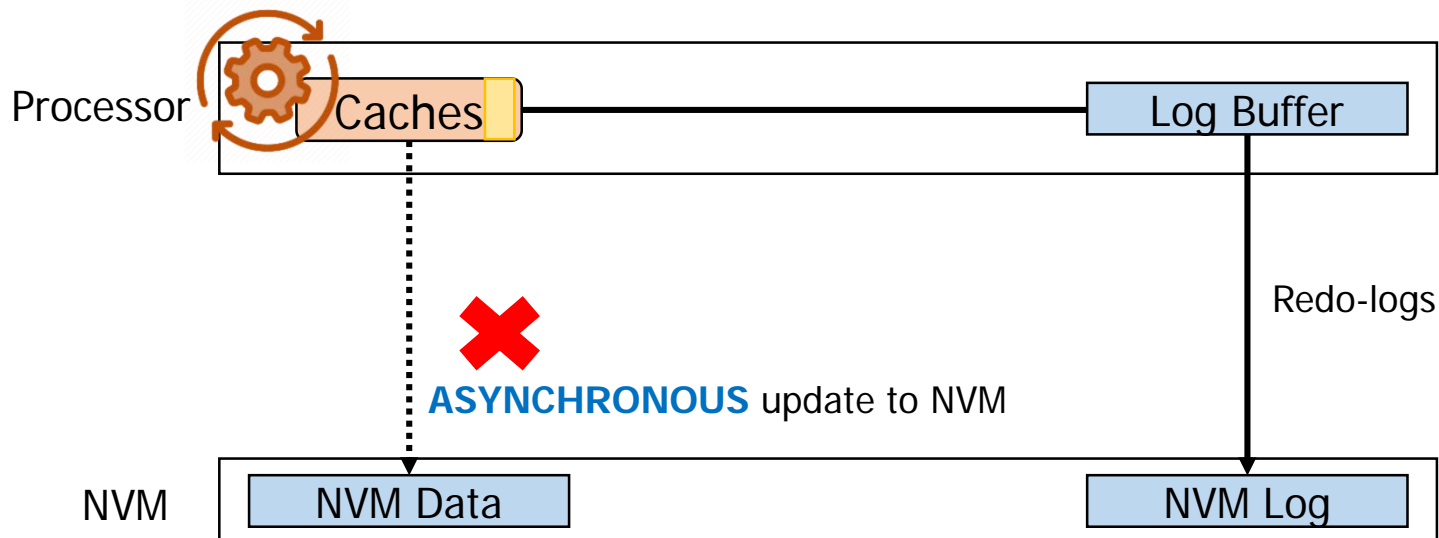 Processor
Caches
Log Buffer
Redo-logs
ASYNCHRONOUS update to NVM
NVM
NVM Data
NVM Log